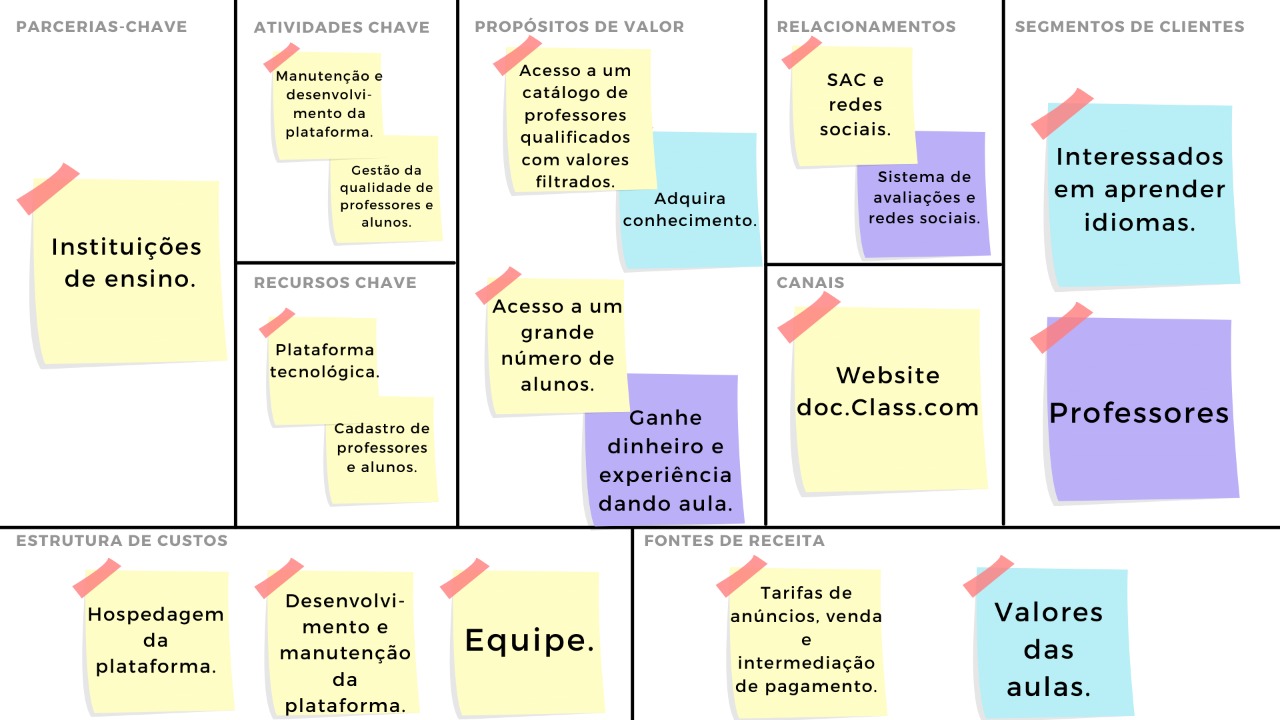 PARCERIAS-CHAVE
Instituições
de ensino.
ATIVIDADES CHAVE
Manutenção e
desenvolvi-
mento da
plataforma.
Gestão da
qualidade de
professores e
alunos.
RECURSOS CHAVE
Plataforma
tecnológica.
Cadastro de
professores
e alunos.
PROPÓSITOS DE VALOR
Acesso a um
catálogo de
professores
qualificados
com valores
filtrados.
Adquira
conhecimento.
Acesso a um
grande
número de
alunos.
Ganhe
dinheiro e
experiência
dando aula.
RELACIONAMENTOS
SAC e
redes
sociais.
Sistema de
avaliações e
redes sociais.
CANAIS
Website
doc.Class.com
SEGMENTOS DE CLIENTES
Interessados
em aprender
idiomas.
Professores
ESTRUTURA DE CUSTOS
Hospedagem
da
plataforma.
Desenvolvi-
mento e
manutenção
da
plataforma.
Equipe.
FONTES DE RECEITA
Tarifas de
anúncios, venda
e
intermediação
de pagamento.
Valores
das
aulas.